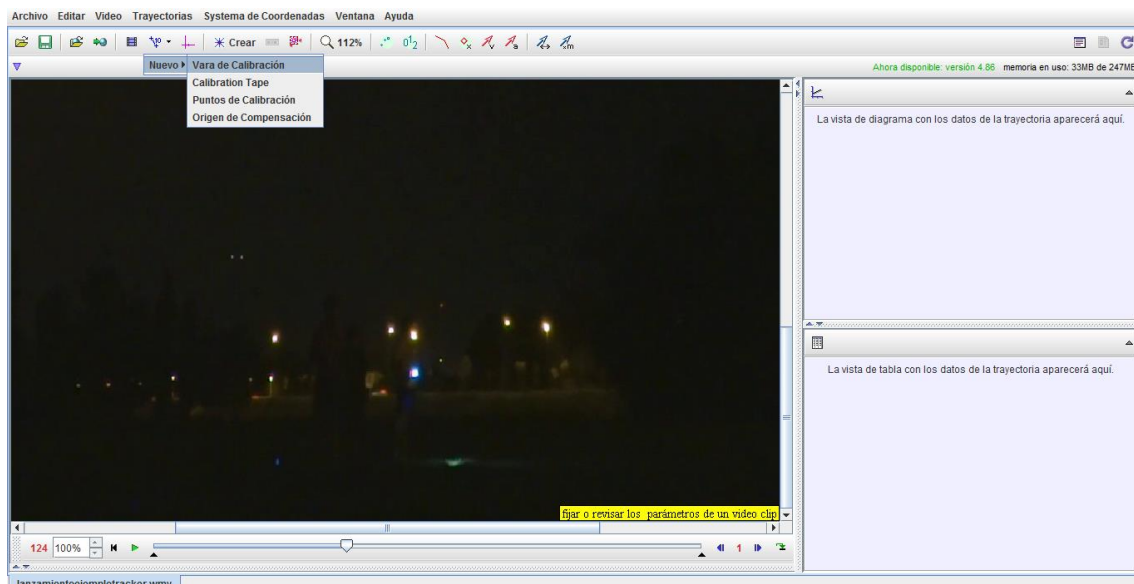 Archivo Editar Video Trayectorias Systema de Coordenadas Ventana Ayuda
Crear 112%
Nuevo Vara de Calibración
Calibration Tape
Puntos de Calibración
Origen de Compensación
Ahora disponible: versión 4.86 memoria en uso: 33MB de 247MB
La vista de diagrama con los datos de la trayectoria aparecerá aquí.
La vista de tabla con los datos de la trayectoria aparecerá aquí.
fijar o revisar los parámetros de un video clip
124 100% 1
lanzamientoejemplotracker.wmv